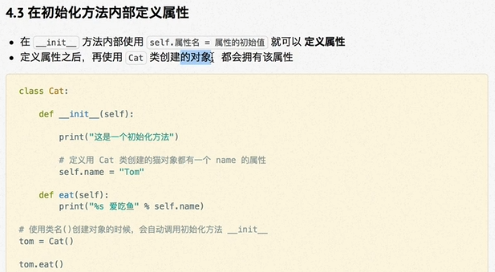 4.3 在初始化方法内部定义属性
• 在 __init__ 方法内部使用 self.属性名 = 属性的初始值 就可以 定义属性
• 定义属性之后，再使用 Cat 类创建的对象，都会拥有该属性
class Cat:
def __init__(self):
print("这是一个初始化方法")
# 定义用 Cat 类创建的猫对象都有一个 name 的属性
self.name = "Tom"
def eat(self):
print("%s 爱吃鱼" % self.name)
# 使用类名()创建对象的时候，会自动调用初始化方法 __init__
tom = Cat()
tom.eat()